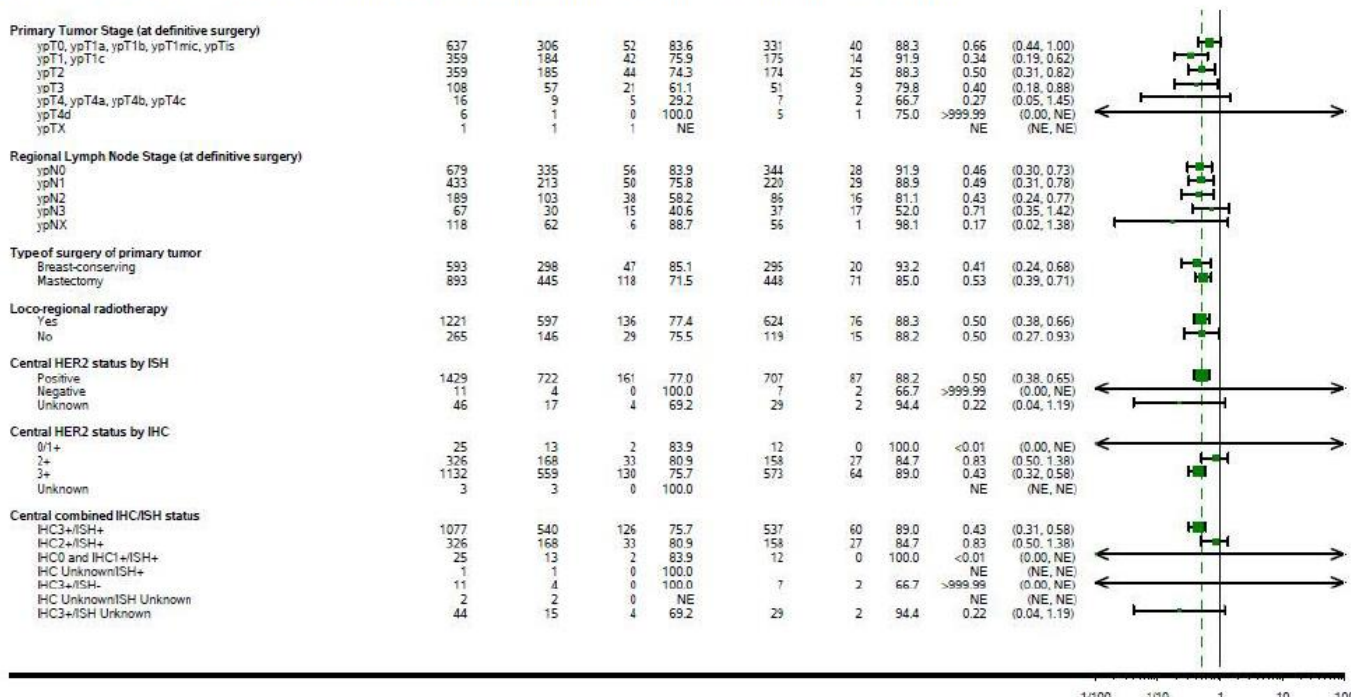 Primary Tumor Stage (at definitive surgery)
ypT0, ypT1a, ypT1b, ypT1mic, ypTis 637 306 52 83.6 331 40 88.3 0.66 (0.44, 1.00)
ypT1, ypT1c 359 184 42 75.9 175 14 91.9 0.34 (0.19, 0.62)
ypT2 359 185 44 74.3 174 25 88.3 0.50 (0.31, 0.82)
ypT3 108 57 21 61.1 51 9 79.8 0.40 (0.18, 0.88)
ypT4, ypT4a, ypT4b, ypT4c 16 9 5 29.2 7 2 66.7 0.27 (0.05, 1.45)
ypT4d 6 1 0 100.0 5 1 75.0 >999.99 (0.00, NE)
ypTX 1 1 1 NE NE (NE, NE)
Regional Lymph Node Stage (at definitive surgery)
ypN0 679 335 56 83.9 344 28 91.9 0.46 (0.30, 0.73)
ypN1 433 213 50 75.8 220 29 88.9 0.49 (0.31, 0.78)
ypN2 189 103 38 58.2 86 16 81.1 0.43 (0.24, 0.77)
ypN3 67 30 15 40.6 37 17 52.0 0.71 (0.35, 1.42)
ypNX 118 62 6 88.7 56 1 98.1 0.17 (0.02, 1.38)
Type of surgery of primary tumor
Breast-conserving 593 298 47 85.1 295 20 93.2 0.41 (0.24, 0.68)
Mastectomy 893 445 118 71.5 448 71 85.0 0.53 (0.39, 0.71)
Loco-regional radiotherapy
Yes 1221 597 136 77.4 624 76 88.3 0.50 (0.38, 0.66)
No 265 146 29 75.5 119 15 88.2 0.50 (0.27, 0.93)
Central HER2 status by ISH
Positive 1429 722 161 77.0 707 87 88.2 0.50 (0.38, 0.65)
Negative 11 4 0 100.0 7 2 66.7 >999.99 (0.00, NE)
Unknown 46 17 4 69.2 29 2 94.4 0.22 (0.04, 1.19)
Central HER2 status by IHC
0/1+ 25 13 2 83.9 12 0 100.0 <0.01 (0.00, NE)
2+ 326 168 33 80.9 158 27 84.7 0.83 (0.50, 1.38)
3+ 1132 559 130 75.7 573 64 89.0 0.43 (0.32, 0.58)
Unknown 3 3 0 100.0 NE (NE, NE)
Central combined IHC/ISH status
IHC3+/ISH+ 1077 540 126 75.7 537 60 89.0 0.43 (0.31, 0.58)
IHC2+/ISH+ 326 168 33 80.9 158 27 84.7 0.83 (0.50, 1.38)
IHC0 and IHC1+/ISH+ 25 13 2 83.9 12 0 100.0 <0.01 (0.00, NE)
IHC Unknown/ISH+ 1 1 0 100.0 NE (NE, NE)
IHC3+/ISH- 11 4 0 100.0 7 2 66.7 >999.99 (0.00, NE)
IHC Unknown/ISH Unknown 2 2 0 NE NE (NE, NE)
IHC3+/ISH Unknown 44 15 4 69.2 29 2 94.4 0.22 (0.04, 1.19)
1/100 1/10 1 10 100